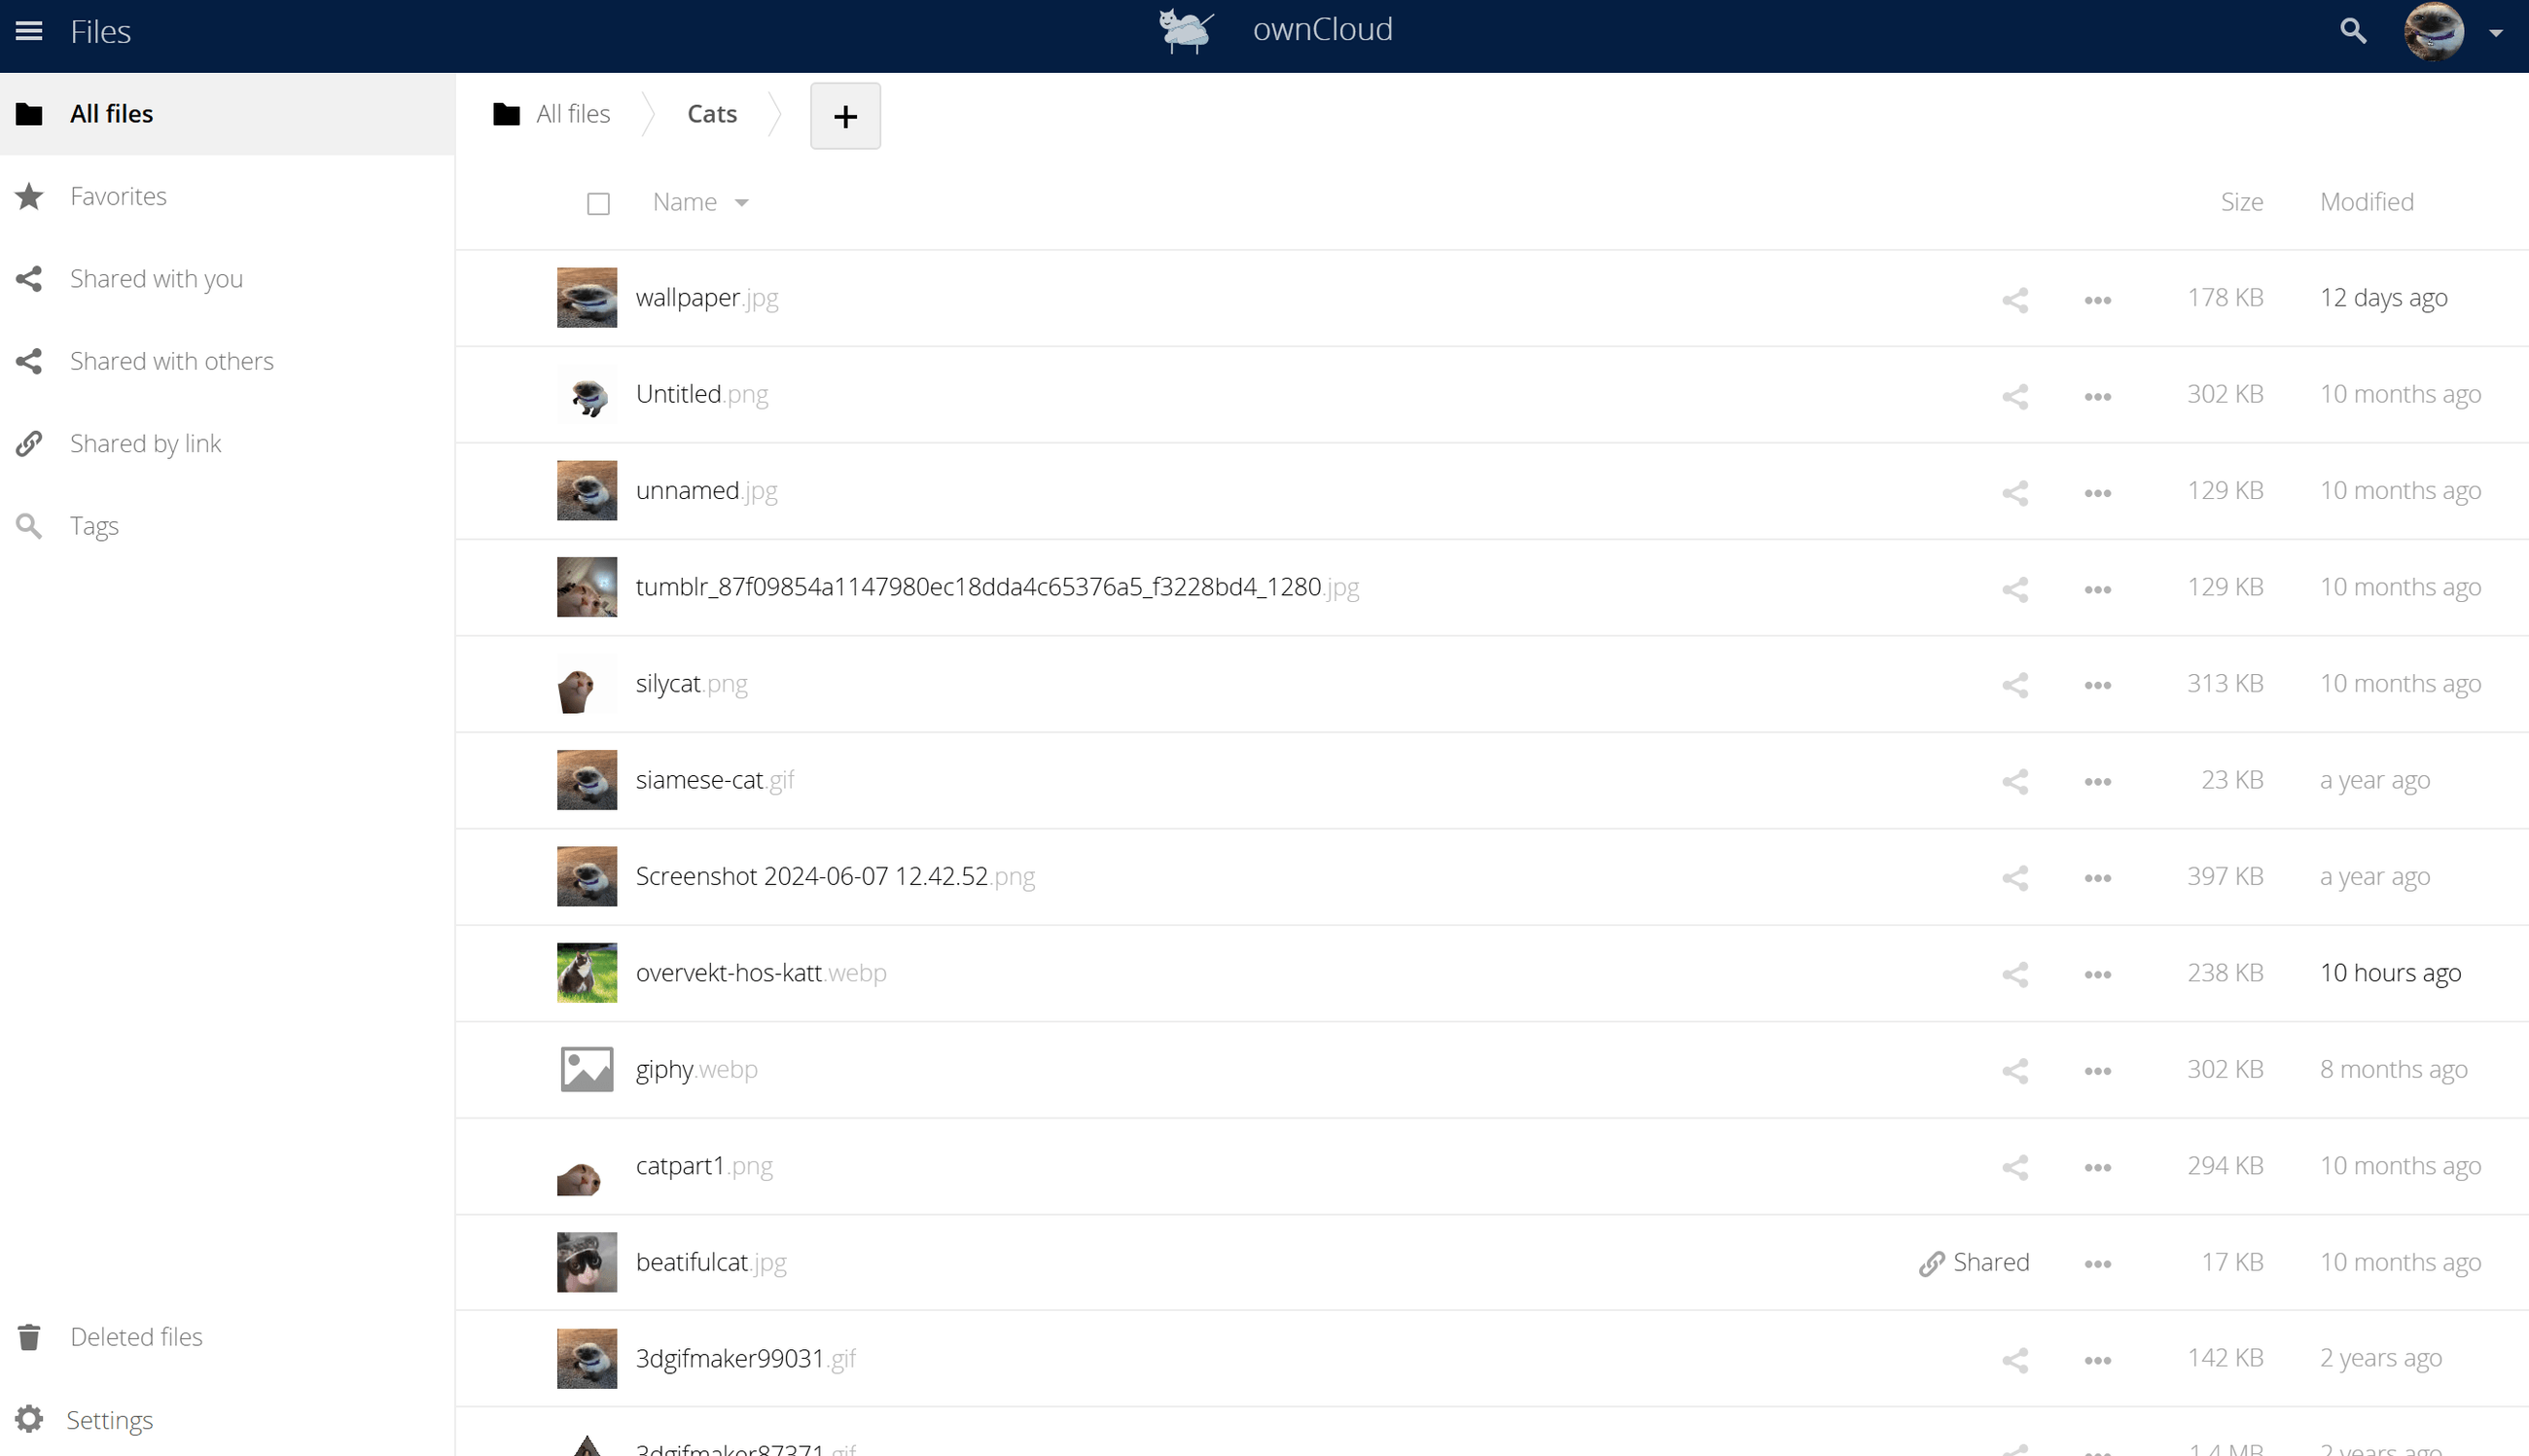 Files
ownCloud
All files
Favorites
Shared with you
Shared with others
Shared by link
Tags
Deleted files
Settings
All files Cats +
Name Size Modified
wallpaper.jpg 178 KB 12 days ago
Untitled.png 302 KB 10 months ago
unnamed.jpg 129 KB 10 months ago
tumblr_87f09854a1147980ec18dda4c65376a5_f3228bd4_1280.jpg 129 KB 10 months ago
silycat.png 313 KB 10 months ago
siamese-cat.gif 23 KB a year ago
Screenshot 2024-06-07 12.42.52.png 397 KB a year ago
overvekt-hos-katt.webp 238 KB 10 hours ago
giphy.webp 302 KB 8 months ago
catpart1.png 294 KB 10 months ago
beatifulcat.jpg Shared 17 KB 10 months ago
3dgifmaker99031.gif 142 KB 2 years ago
3dgifmaker87371.gif 1.4 MB 2 years ago